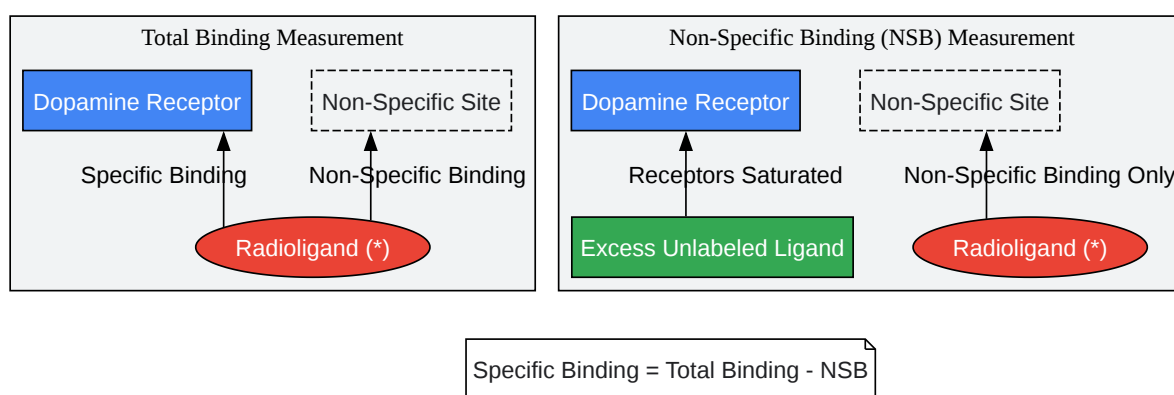 Total Binding Measurement
Dopamine Receptor
Non-Specific Site
Specific Binding
Non-Specific Binding
Radioligand (*)
Non-Specific Binding (NSB) Measurement
Dopamine Receptor
Non-Specific Site
Receptors Saturated
Non-Specific Binding Only
Excess Unlabeled Ligand
Radioligand (*)
Specific Binding = Total Binding - NSB